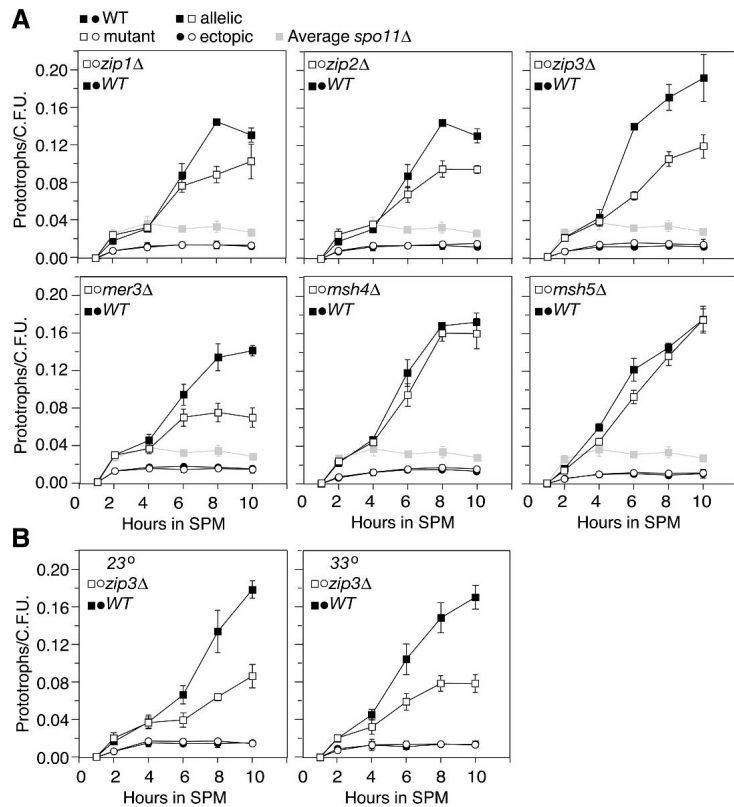 A
■●WT ■□allelic
□○mutant ●○ectopic ■Average spo11Δ
□○zip1Δ □○zip2Δ □○zip3Δ
■●WT ■●WT ■●WT
Prototrophs/C.F.U.
0.20
0.16
0.12
0.08
0.04
0.00
□○mer3Δ □○msh4Δ □○msh5Δ
■●WT ■●WT ■●WT
Prototrophs/C.F.U.
0.20
0.16
0.12
0.08
0.04
0.00
0 2 4 6 8 10 0 2 4 6 8 10 0 2 4 6 8 10
Hours in SPM Hours in SPM Hours in SPM
B
23º 33º
□○zip3Δ □○zip3Δ
■●WT ■●WT
Prototrophs/C.F.U.
0.20
0.16
0.12
0.08
0.04
0.00
0 2 4 6 8 10 0 2 4 6 8 10
Hours in SPM Hours in SPM